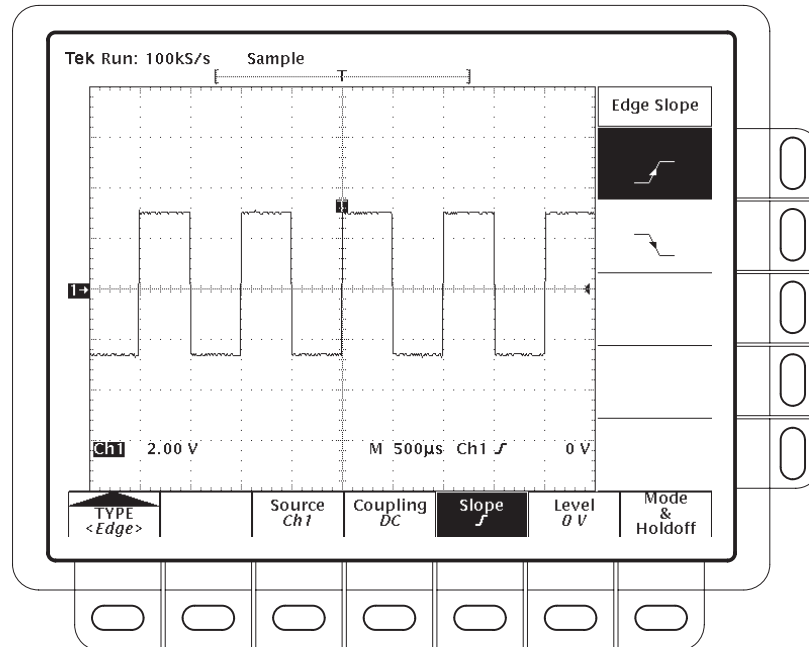 Tek Run: 100kS/s Sample
[ T ]
Edge Slope
T
1→
Ch1 2.00 V M 500µs Ch1 0 V
TYPE
<Edge>
Source
Ch1
Coupling
DC
Slope
Level
0 V
Mode
&
Holdoff